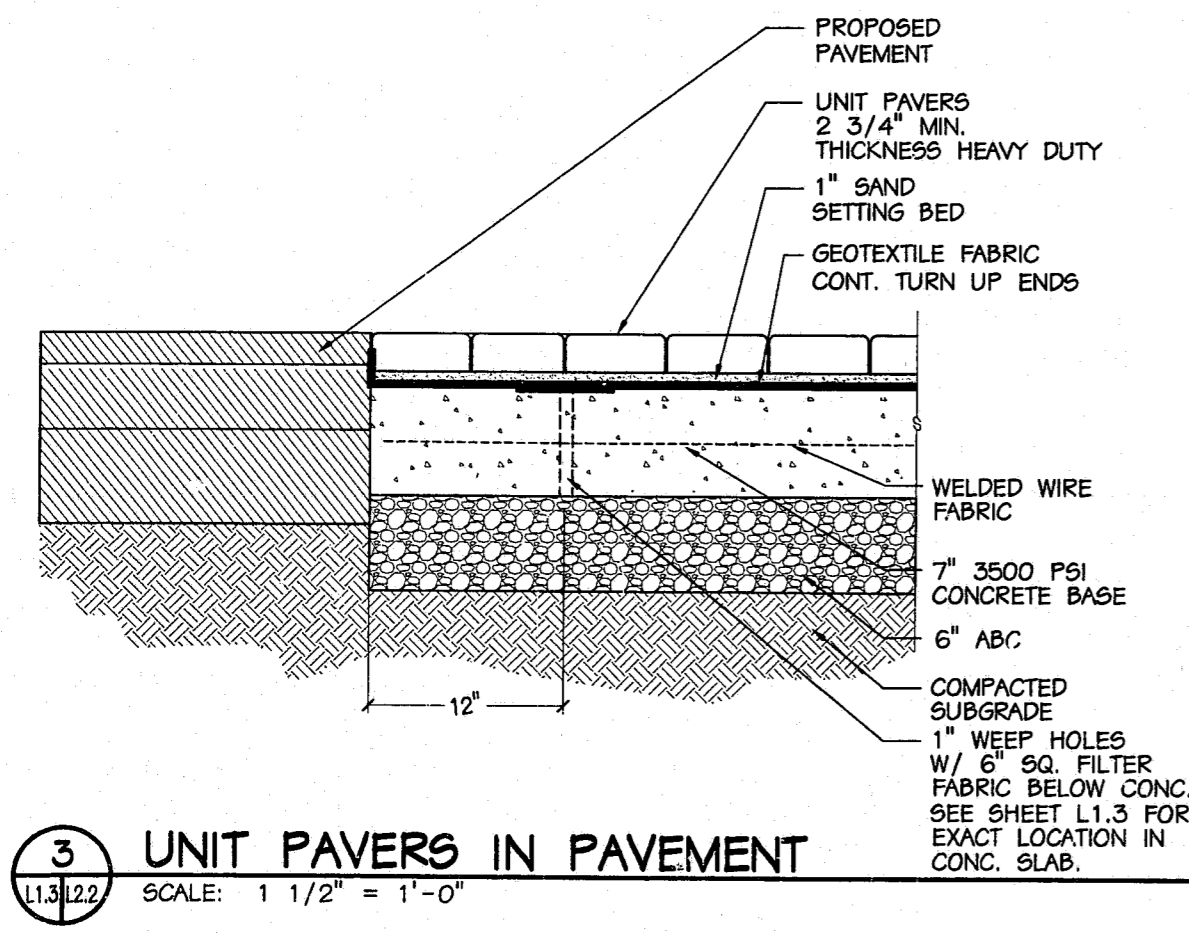 PROPOSED
PAVEMENT
UNIT PAVERS
2 3/4" MIN.
THICKNESS HEAVY DUTY
1" SAND
SETTING BED
GEOTEXTILE FABRIC
CONT. TURN UP ENDS
S
WELDED WIRE
FABRIC
7" 3500 PSI
CONCRETE BASE
6" ABC
COMPACTED
SUBGRADE
1" WEEP HOLES
W/ 6" SQ. FILTER
FABRIC BELOW CONC.
SEE SHEET L1.3 FOR
EXACT LOCATION IN
CONC. SLAB.
12"
3
L1.3 L2.2
UNIT PAVERS IN PAVEMENT
SCALE: 1 1/2" = 1'-0"